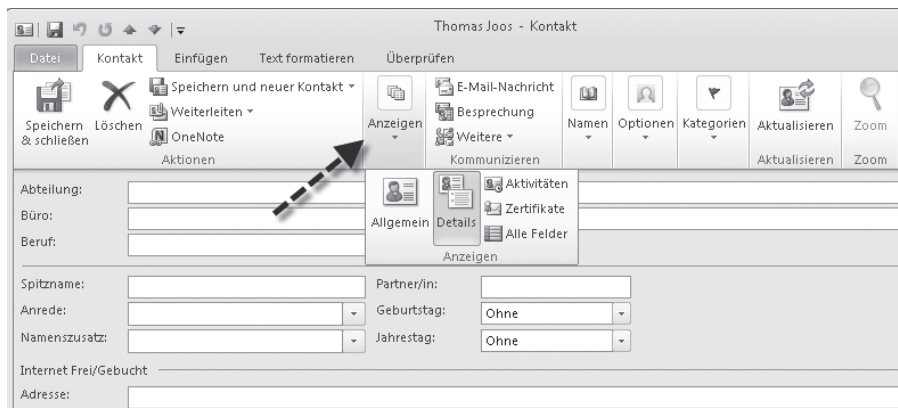 Thomas Joos - Kontakt
Datei Kontakt Einfügen Text formatieren Überprüfen
Speichern & schließen
Löschen
Speichern und neuer Kontakt
Weiterleiten
OneNote
Aktionen
Anzeigen
E-Mail-Nachricht
Besprechung
Weitere
Kommunizieren
Namen
Optionen
Kategorien
Aktualisieren
Aktualisieren
Zoom
Zoom
Allgemein
Details
Aktivitäten
Zertifikate
Alle Felder
Anzeigen
Abteilung:
Büro:
Beruf:
Spitzname:
Partner/in:
Anrede:
Geburtstag: Ohne
Namenszusatz:
Jahrestag: Ohne
Internet Frei/Gebucht
Adresse: